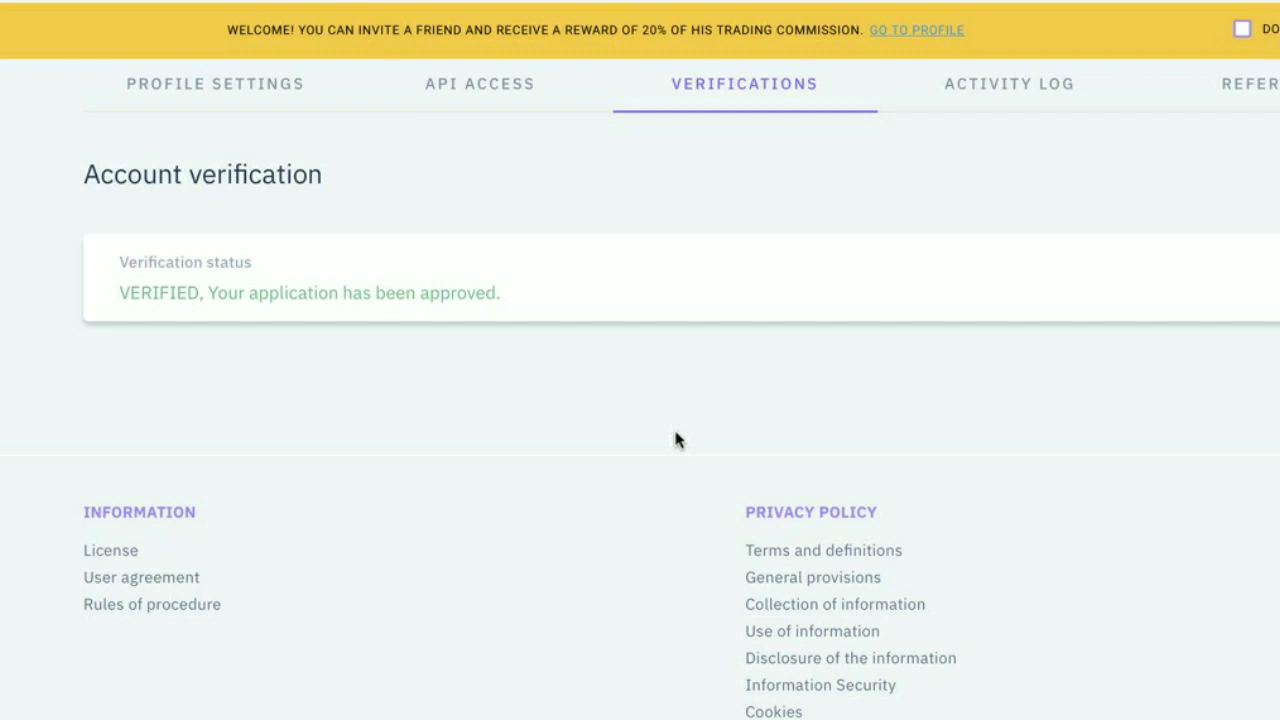 WELCOME! YOU CAN INVITE A FRIEND AND RECEIVE A REWARD OF 20% OF HIS TRADING COMMISSION. GO TO PROFILE
DO
PROFILE SETTINGS
API ACCESS
VERIFICATIONS
ACTIVITY LOG
REFER
Account verification
Verification status
VERIFIED, Your application has been approved.
INFORMATION
License
User agreement
Rules of procedure
PRIVACY POLICY
Terms and definitions
General provisions
Collection of information
Use of information
Disclosure of the information
Information Security
Cookies